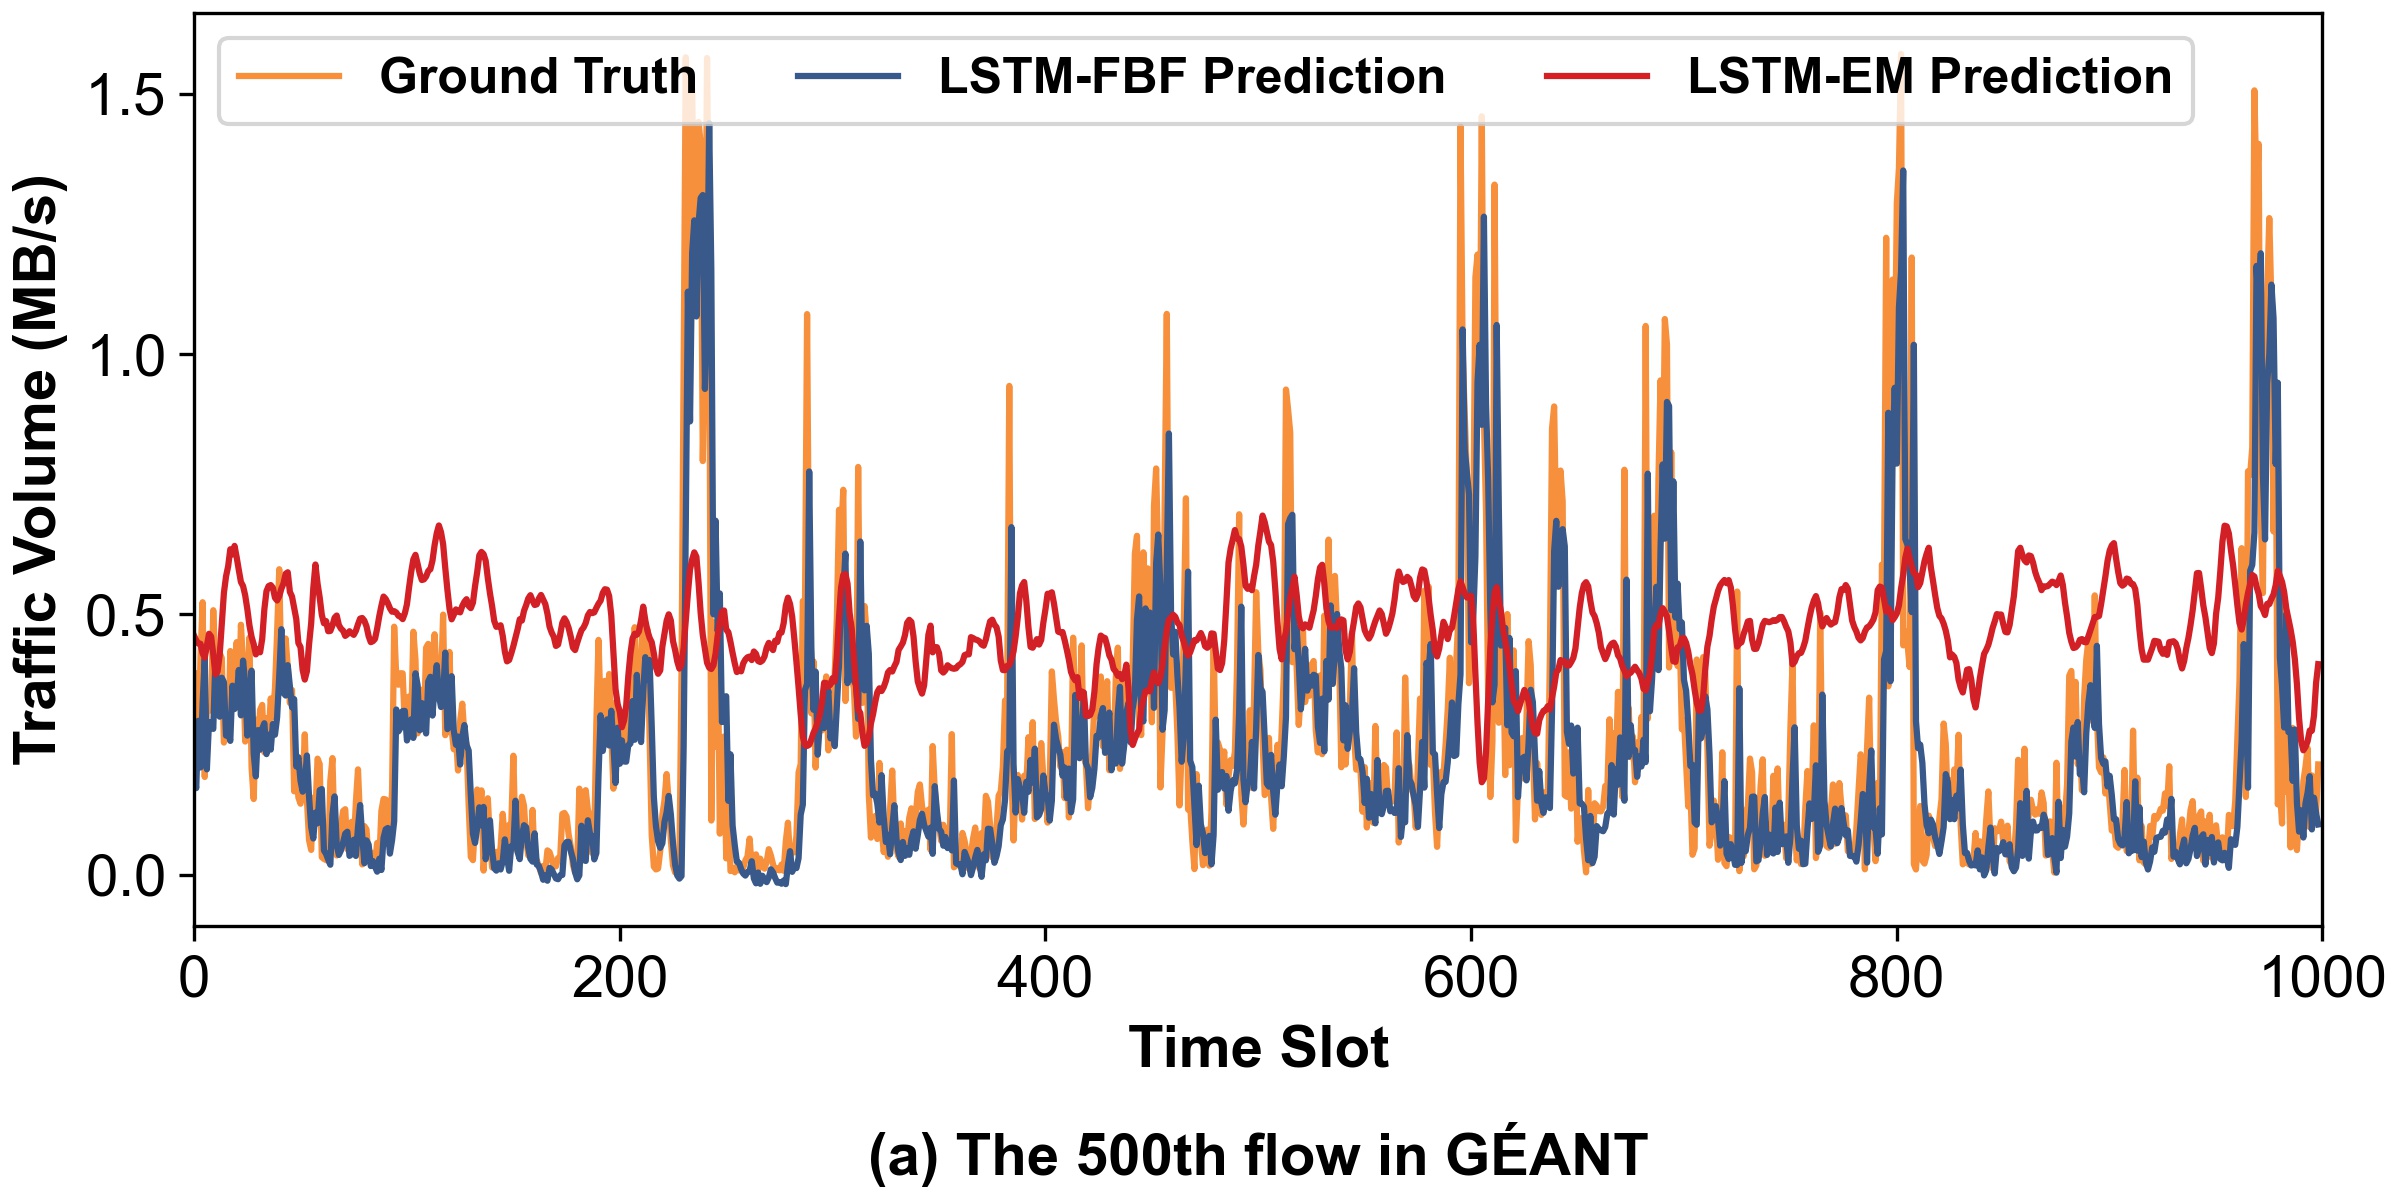 Ground Truth LSTM-FBF Prediction LSTM-EM Prediction
Traffic Volume (MB/s)
1.5
1.0
0.5
0.0
0 200 400 600 800 1000
Time Slot
(a) The 500th flow in GÉANT